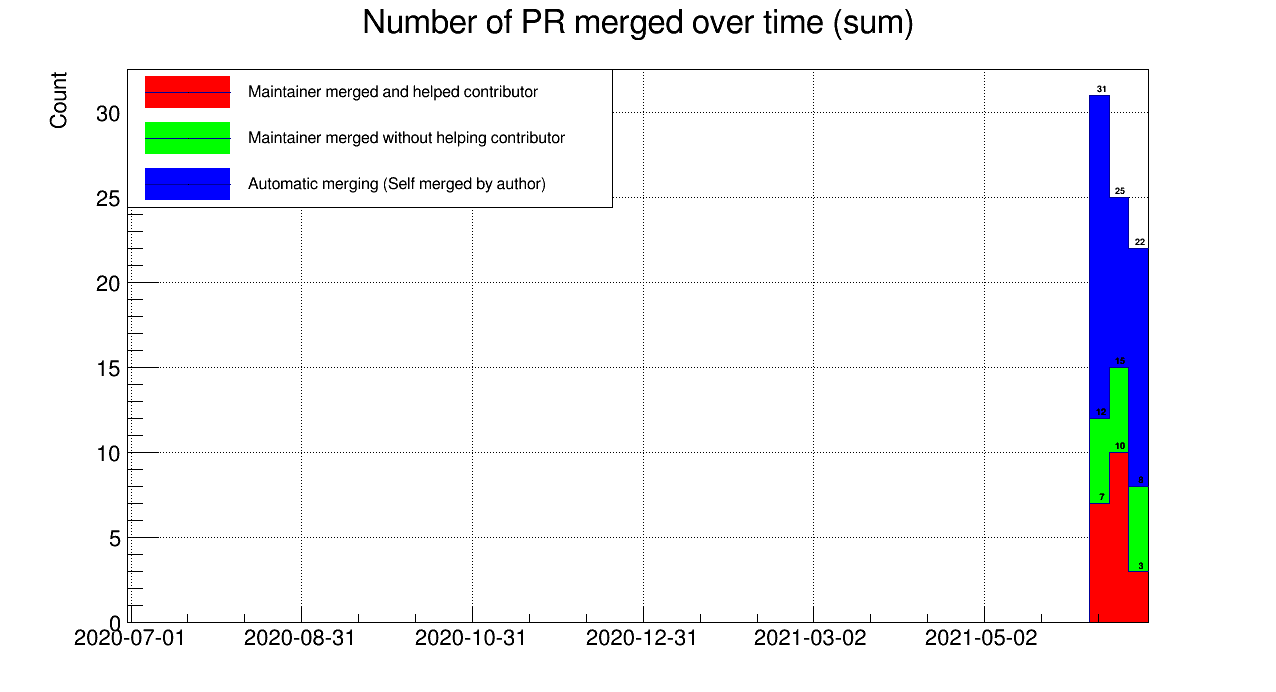 Number of PR merged over time (sum)
Count
Maintainer merged and helped contributor
Maintainer merged without helping contributor
Automatic merging (Self merged by author)
30
25
20
15
10
5
0
31
25
22
15
12
10
8
7
3
2020-07-01 2020-08-31 2020-10-31 2020-12-31 2021-03-02 2021-05-02